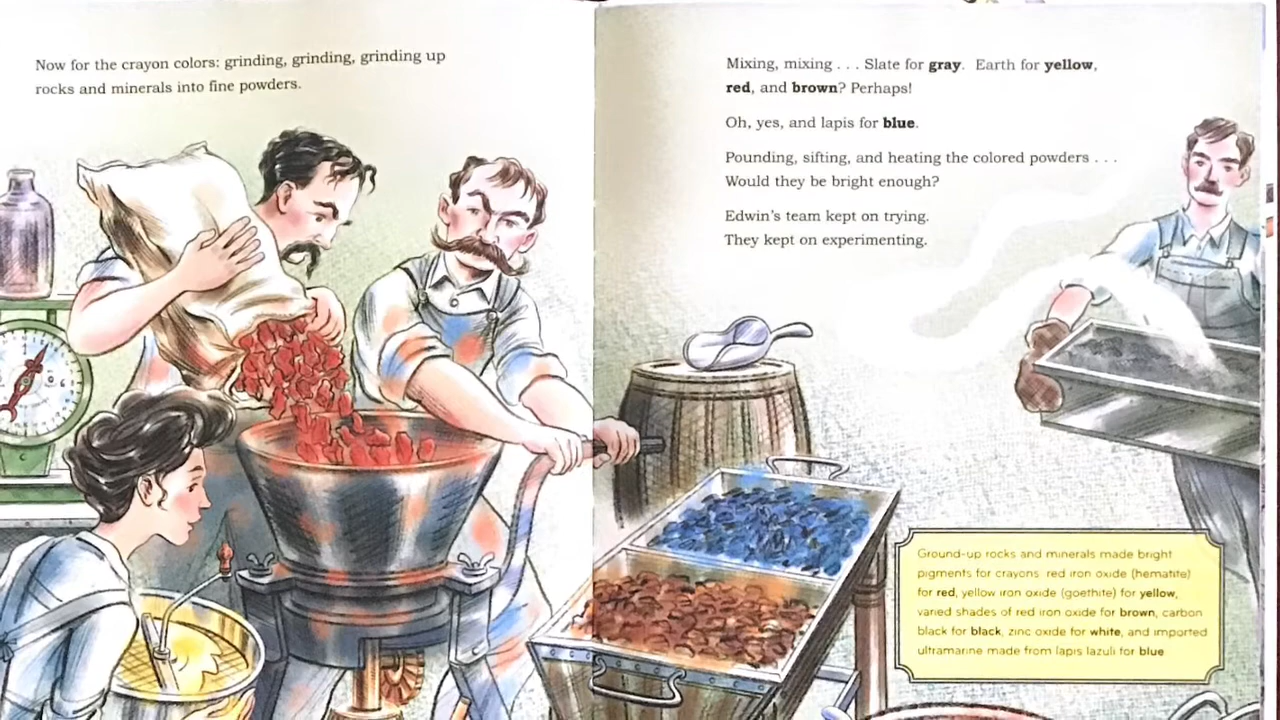 Now for the crayon colors: grinding, grinding, grinding up
rocks and minerals into fine powders.
Mixing, mixing . . . Slate for gray. Earth for yellow,
red, and brown? Perhaps!
Oh, yes, and lapis for blue.
Pounding, sifting, and heating the colored powders . . .
Would they be bright enough?
Edwin's team kept on trying.
They kept on experimenting.
Ground-up rocks and minerals made bright
pigments for crayons red iron oxide (hematite)
for red, yellow iron oxide (goethite) for yellow,
varied shades of red iron oxide for brown, carbon
black for black, zinc oxide for white, and imported
ultramarine made from lapis lazuli for blue